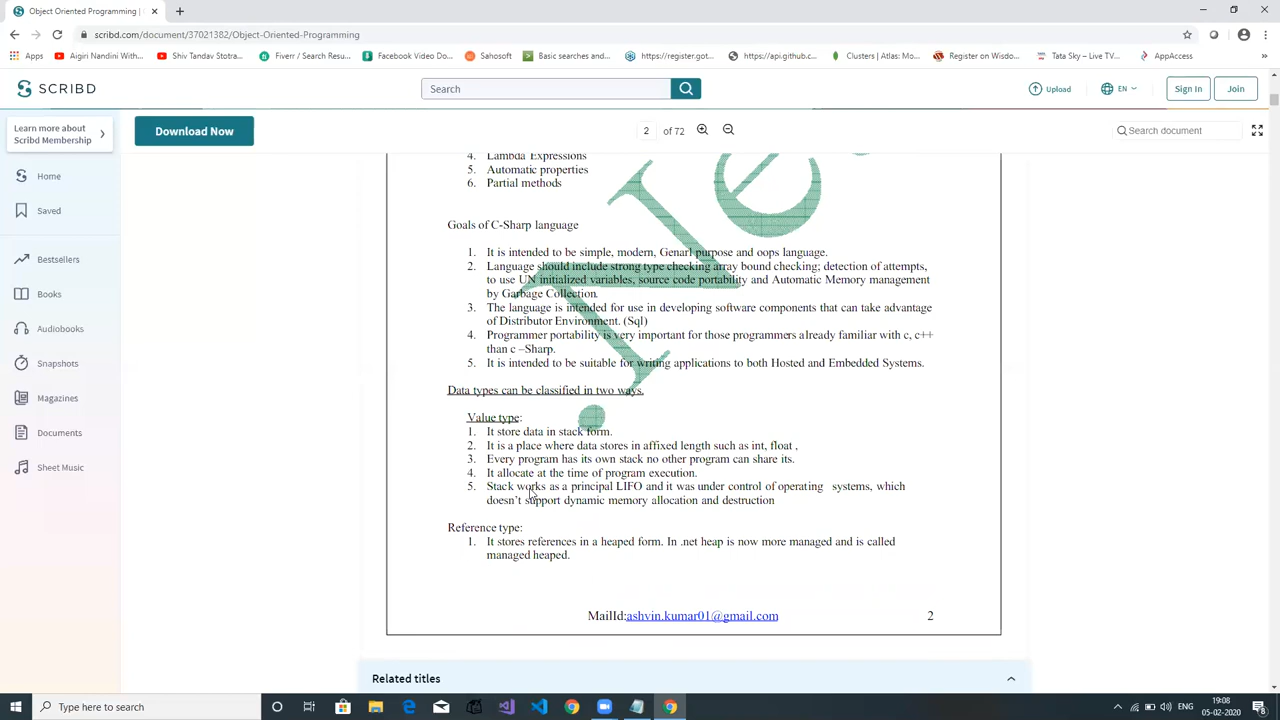 Object Oriented Programming |
scribd.com/document/37021382/Object-Oriented-Programming
Apps
Aigiri Nandini With...
Shiv Tandav Stotra...
Fiverr / Search Resu...
Facebook Video Do...
Sahosoft
Basic searches and...
https://register.got...
https://api.github.c...
Clusters | Atlas: Mo...
Register on Wisdo...
Tata Sky – Live TV...
AppAccess
»
SCRIBD
Search
Upload
EN
Sign In
Join
Learn more about
Scribd Membership
Download Now
2 of 72
Search document
Home
Saved
Bestsellers
Books
Audiobooks
Snapshots
Magazines
Documents
Sheet Music
.Ne
4. Lambda Expressions
5. Automatic properties
6. Partial methods
Goals of C-Sharp language
1. It is intended to be simple, modern, Genarl purpose and oops language.
2. Language should include strong type checking array bound checking; detection of attempts,
to use UN initialized variables, source code portability and Automatic Memory management
by Garbage Collection.
3. The language is intended for use in developing software components that can take advantage
of Distributor Environment. (Sql)
4. Programmer portability is very important for those programmers already familiar with c, c++
than c –Sharp.
5. It is intended to be suitable for writing applications to both Hosted and Embedded Systems.
Data types can be classified in two ways.
Value type:
1. It store data in stack form.
2. It is a place where data stores in affixed length such as int, float ,
3. Every program has its own stack no other program can share its.
4. It allocate at the time of program execution.
5. Stack works as a principal LIFO and it was under control of operating systems, which
doesn't support dynamic memory allocation and destruction
Reference type:
1. It stores references in a heaped form. In .net heap is now more managed and is called
managed heaped.
MailId:ashvin.kumar01@gmail.com 2
Related titles
Type here to search
ENG
19:08
05-02-2020
8